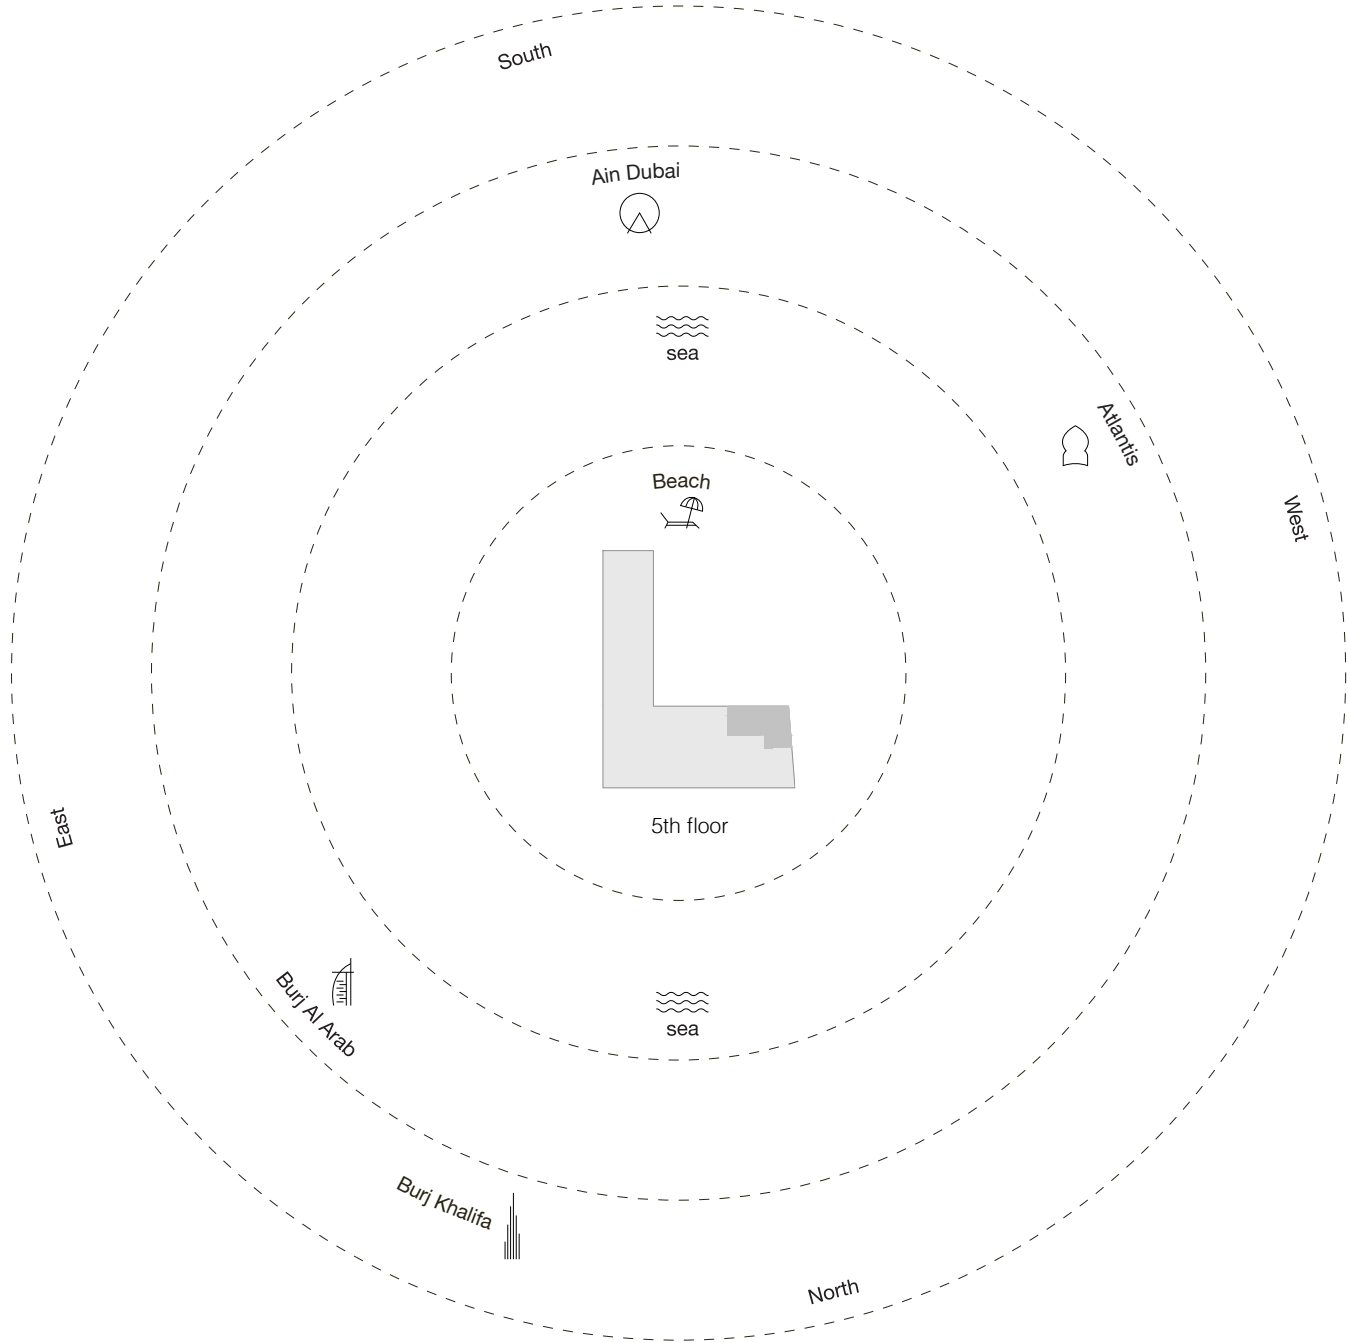 South
Ain Dubai
sea
Atlantis
Beach
West
East
5th floor
Burj Al Arab
sea
Burj Khalifa
North